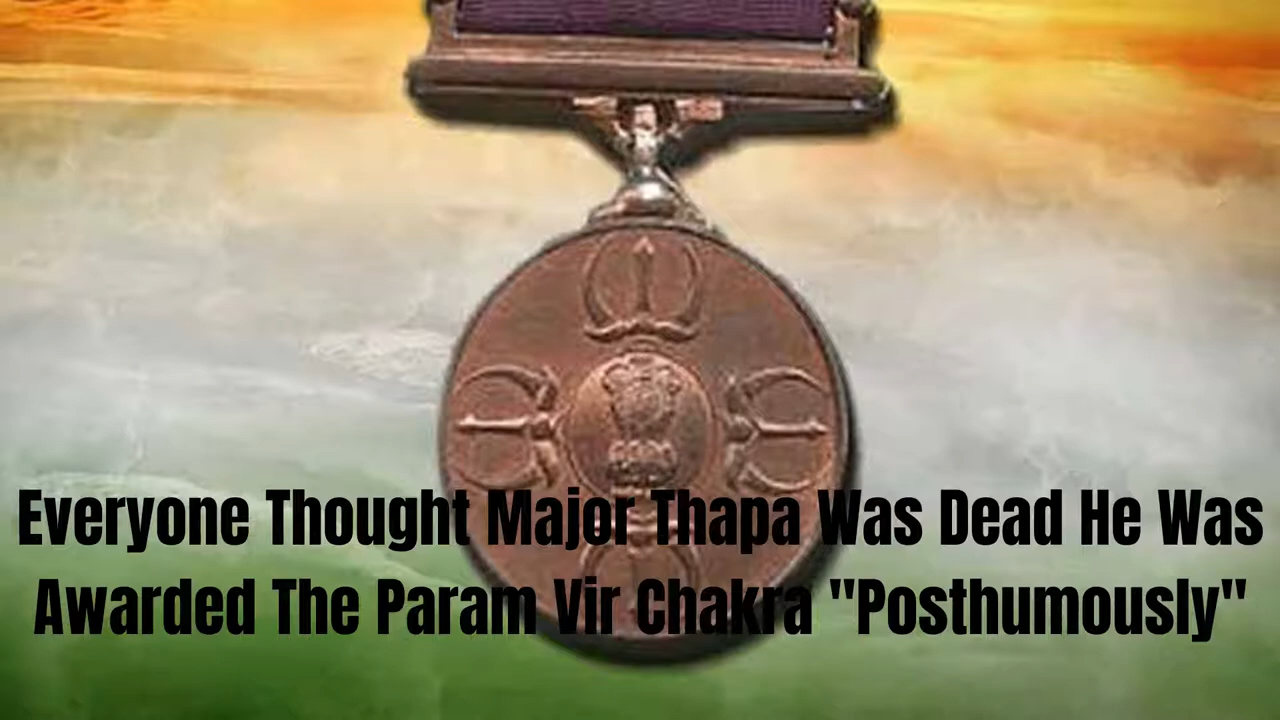 Everyone Thought Major Thapa Was Dead He Was
Awarded The Param Vir Chakra "Posthumously"